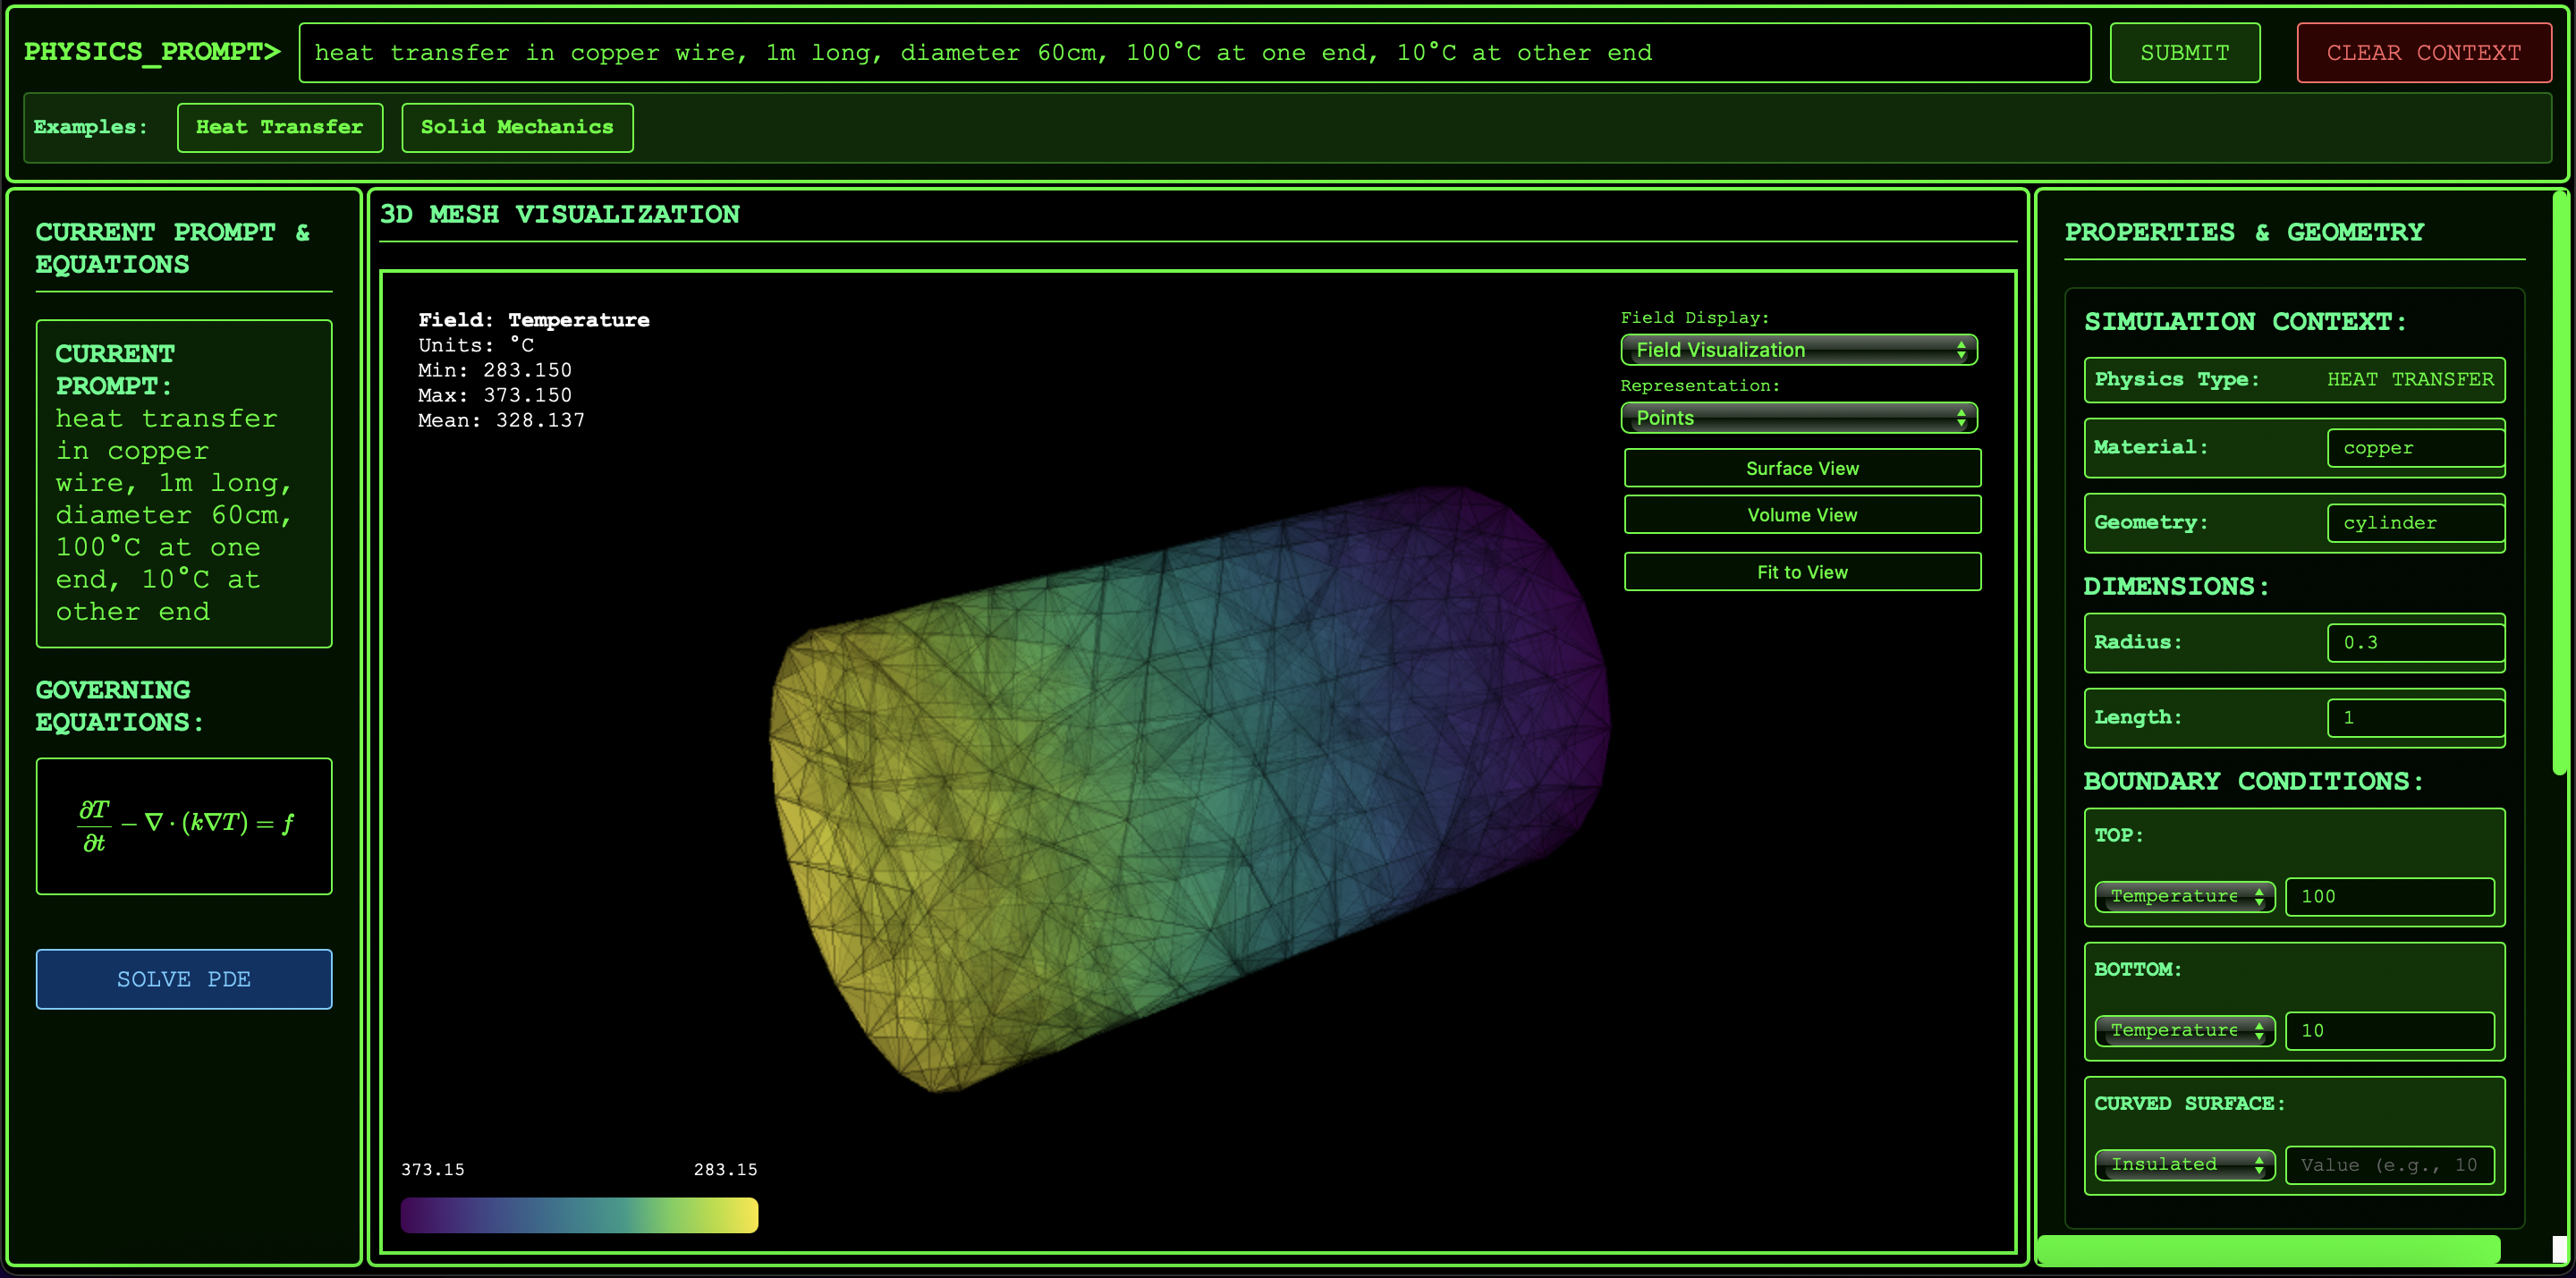 PHYSICS_PROMPT>
heat transfer in copper wire, 1m long, diameter 60cm, 100°C at one end, 10°C at other end
SUBMIT
CLEAR CONTEXT
Examples:
Heat Transfer
Solid Mechanics
CURRENT PROMPT &
EQUATIONS
CURRENT
PROMPT:
heat transfer
in copper
wire, 1m long,
diameter 60cm,
100°C at one
end, 10°C at
other end
GOVERNING
EQUATIONS:
∂T/∂t − ∇ · (k∇T) = f
SOLVE PDE
3D MESH VISUALIZATION
Field: Temperature
Units: °C
Min: 283.150
Max: 373.150
Mean: 328.137
Field Display:
Field Visualization
Representation:
Points
Surface View
Volume View
Fit to View
373.15
283.15
PROPERTIES & GEOMETRY
SIMULATION CONTEXT:
Physics Type: HEAT TRANSFER
Material: copper
Geometry: cylinder
DIMENSIONS:
Radius: 0.3
Length: 1
BOUNDARY CONDITIONS:
TOP:
Temperature 100
BOTTOM:
Temperature 10
CURVED SURFACE:
Insulated Value (e.g., 10